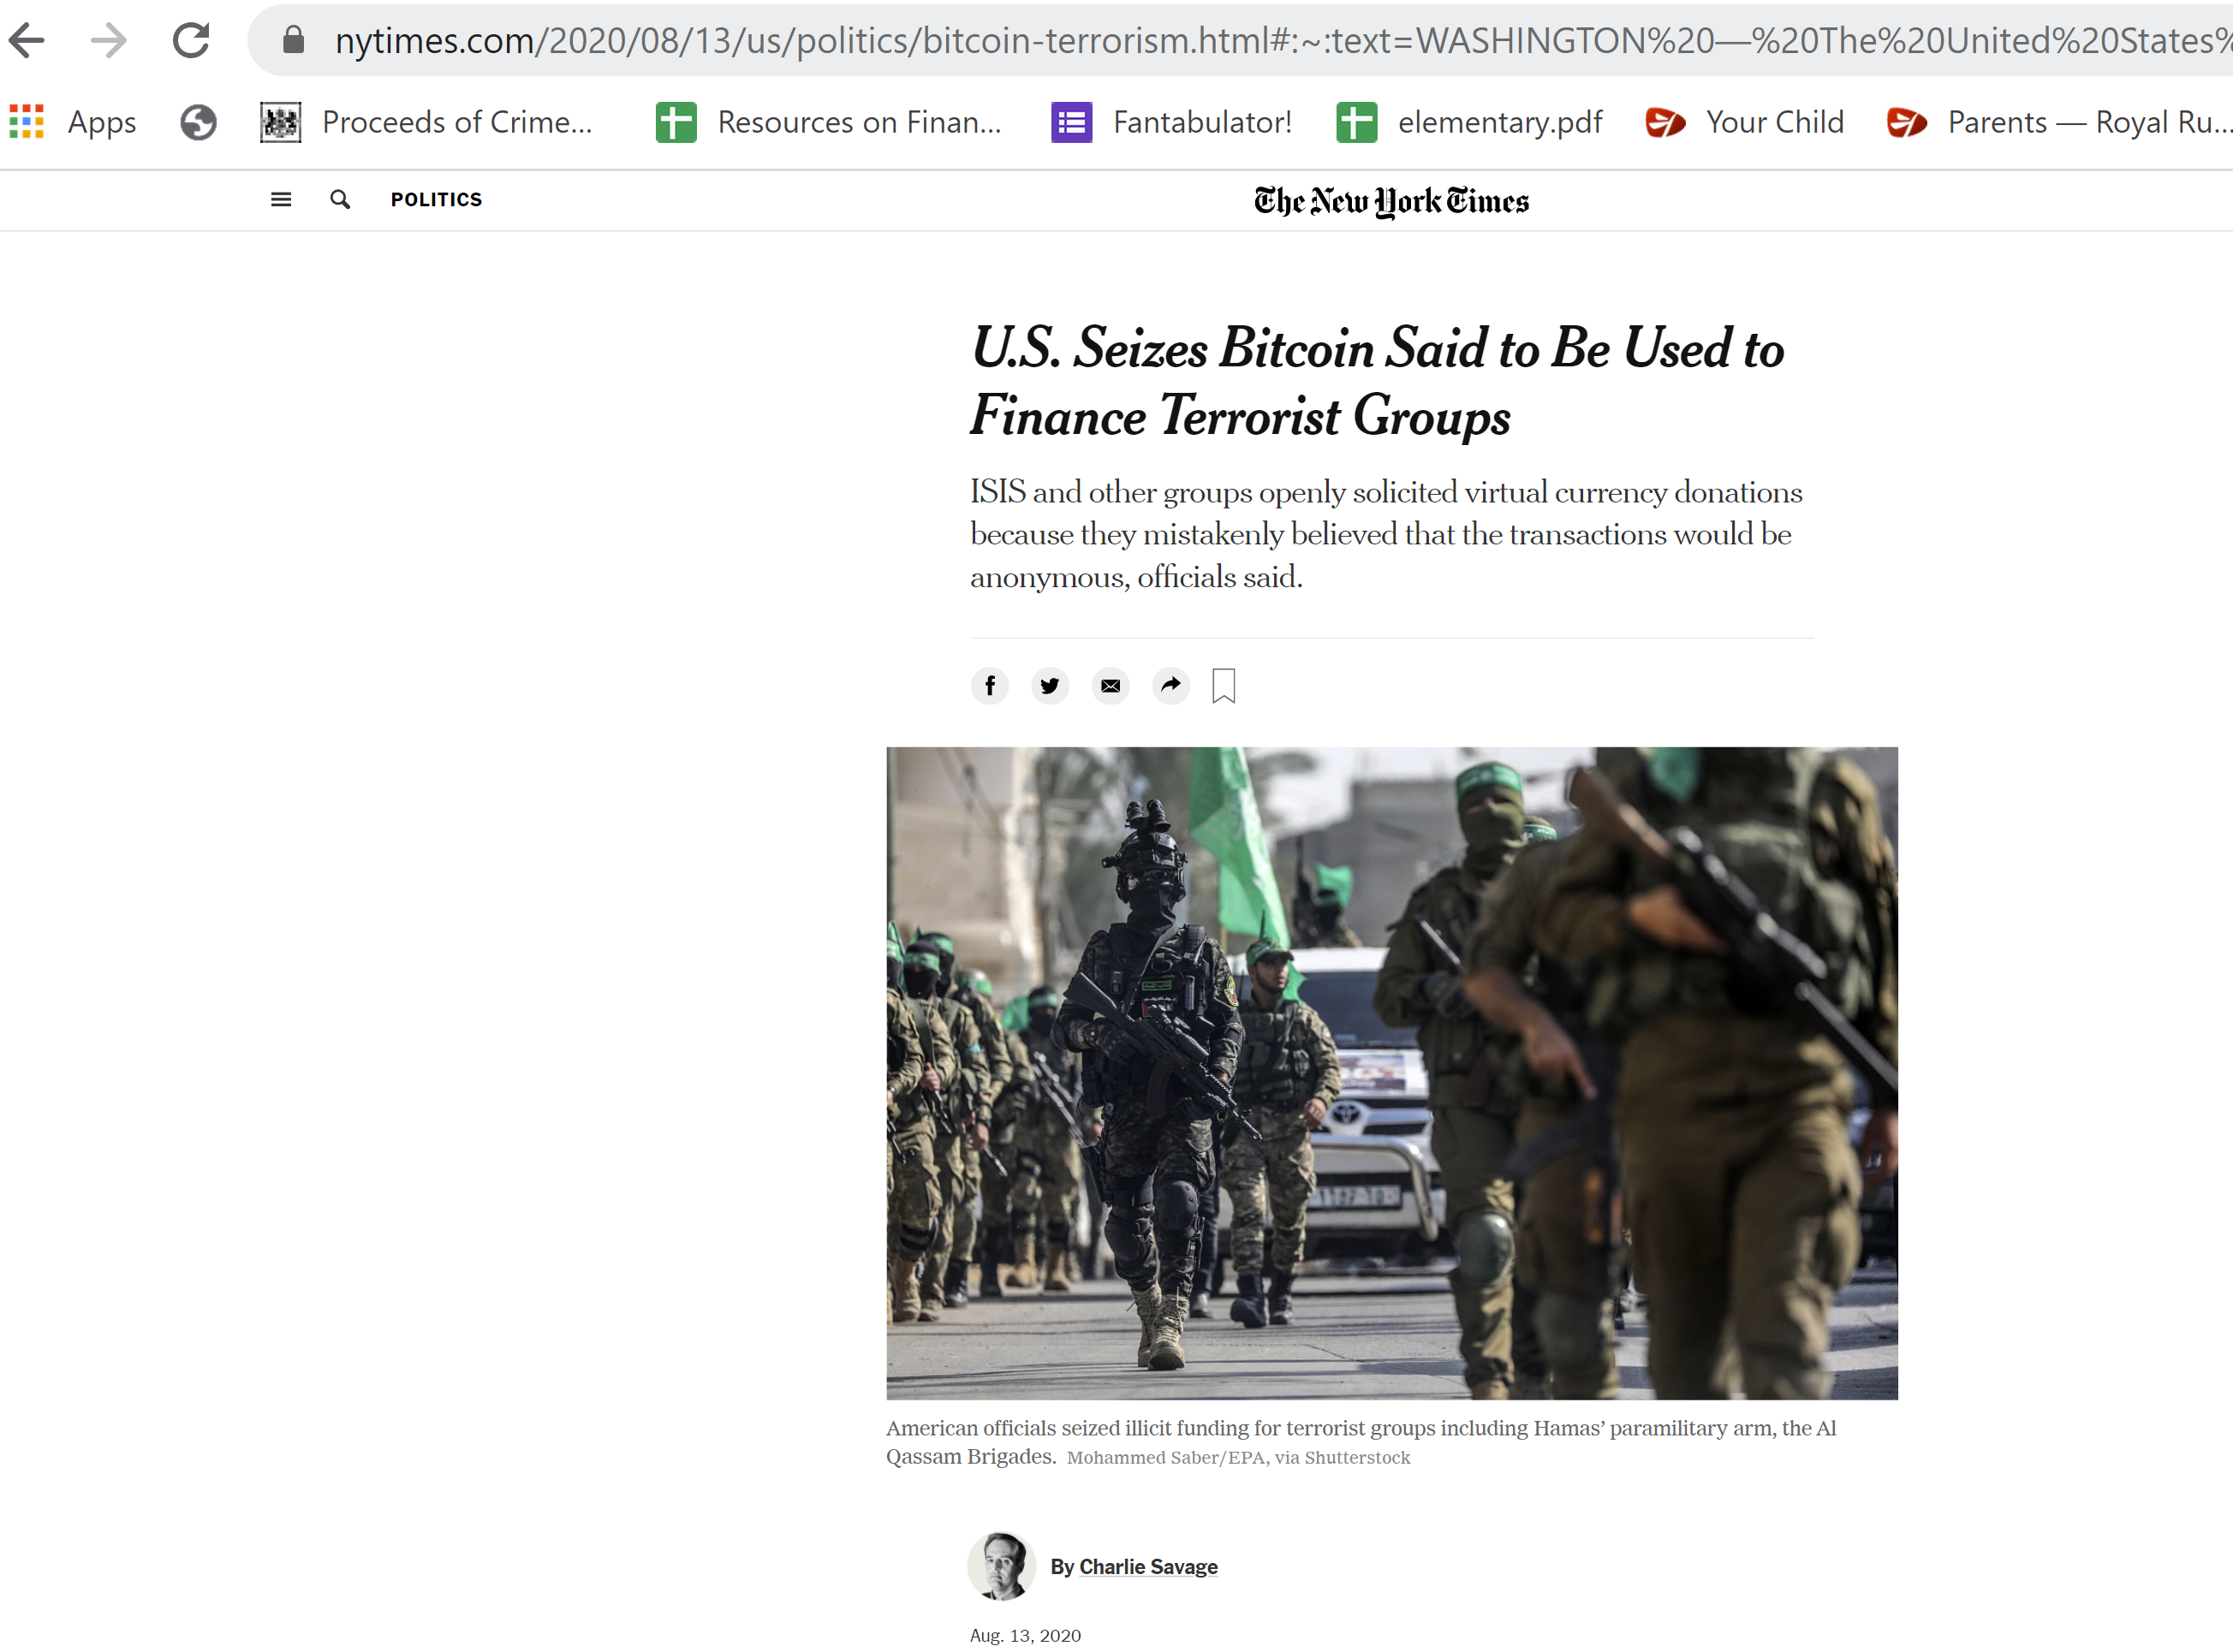 nytimes.com/2020/08/13/us/politics/bitcoin-terrorism.html#:~:text=WASHINGTON%20—%20The%20United%20States%
Apps Proceeds of Crime... Resources on Finan... Fantabulator! elementary.pdf Your Child Parents — Royal Ru...
POLITICS The New York Times
U.S. Seizes Bitcoin Said to Be Used to
Finance Terrorist Groups
ISIS and other groups openly solicited virtual currency donations
because they mistakenly believed that the transactions would be
anonymous, officials said.
American officials seized illicit funding for terrorist groups including Hamas’ paramilitary arm, the Al
Qassam Brigades. Mohammed Saber/EPA, via Shutterstock
By Charlie Savage
Aug. 13, 2020